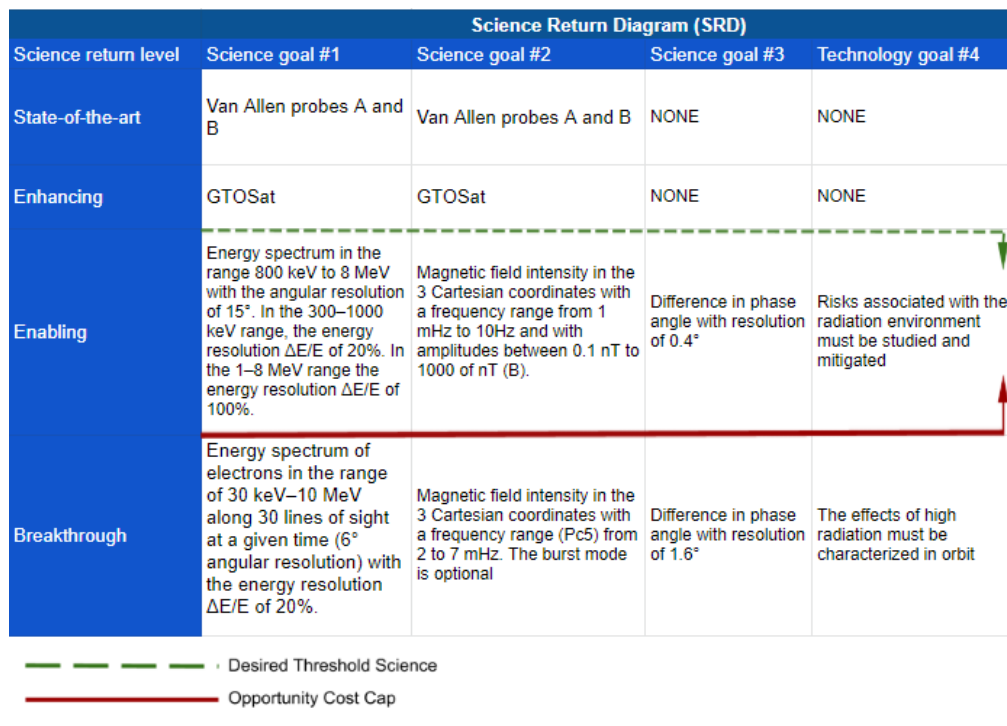 Science Return Diagram (SRD)
Science return level
Science goal #1
Science goal #2
Science goal #3
Technology goal #4
State-of-the-art
Van Allen probes A and
B
Van Allen probes A and B
NONE
NONE
Enhancing
GTOSat
GTOSat
NONE
NONE
Enabling
Energy spectrum in the
range 800 keV to 8 MeV
with the angular resolution
of 15°. In the 300–1000
keV range, the energy
resolution ΔE/E of 20%. In
the 1–8 MeV range the
energy resolution ΔE/E of
100%.
Magnetic field intensity in the
3 Cartesian coordinates with
a frequency range from 1
mHz to 10Hz and with
amplitudes between 0.1 nT to
1000 of nT (B).
Difference in phase
angle with resolution
of 0.4°
Risks associated with the
radiation environment
must be studied and
mitigated
Breakthrough
Energy spectrum of
electrons in the range
of 30 keV–10 MeV
along 30 lines of sight
at a given time (6°
angular resolution) with
the energy resolution
ΔE/E of 20%.
Magnetic field intensity in the
3 Cartesian coordinates with
a frequency range (Pc5) from
2 to 7 mHz. The burst mode
is optional
Difference in phase
angle with resolution
of 1.6°
The effects of high
radiation must be
characterized in orbit
Desired Threshold Science
Opportunity Cost Cap